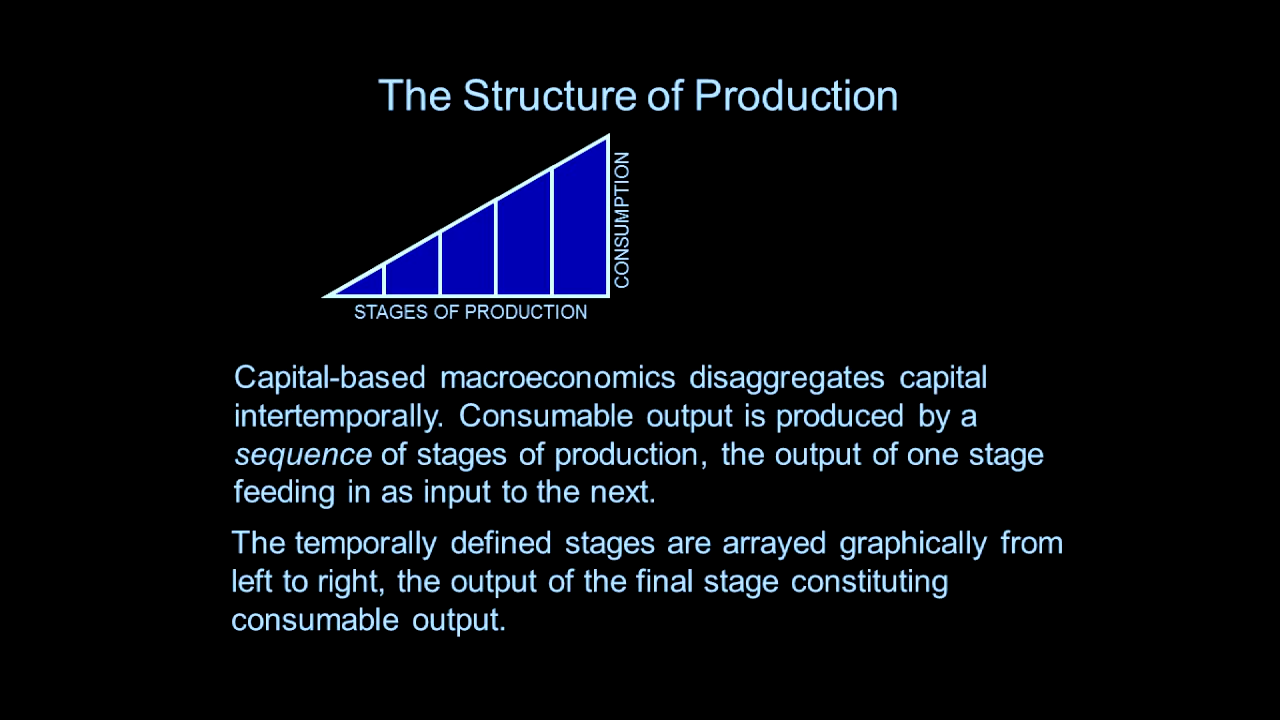 The Structure of Production
CONSUMPTION
STAGES OF PRODUCTION
Capital-based macroeconomics disaggregates capital
intertemporally. Consumable output is produced by a
sequence of stages of production, the output of one stage
feeding in as input to the next.
The temporally defined stages are arrayed graphically from
left to right, the output of the final stage constituting
consumable output.